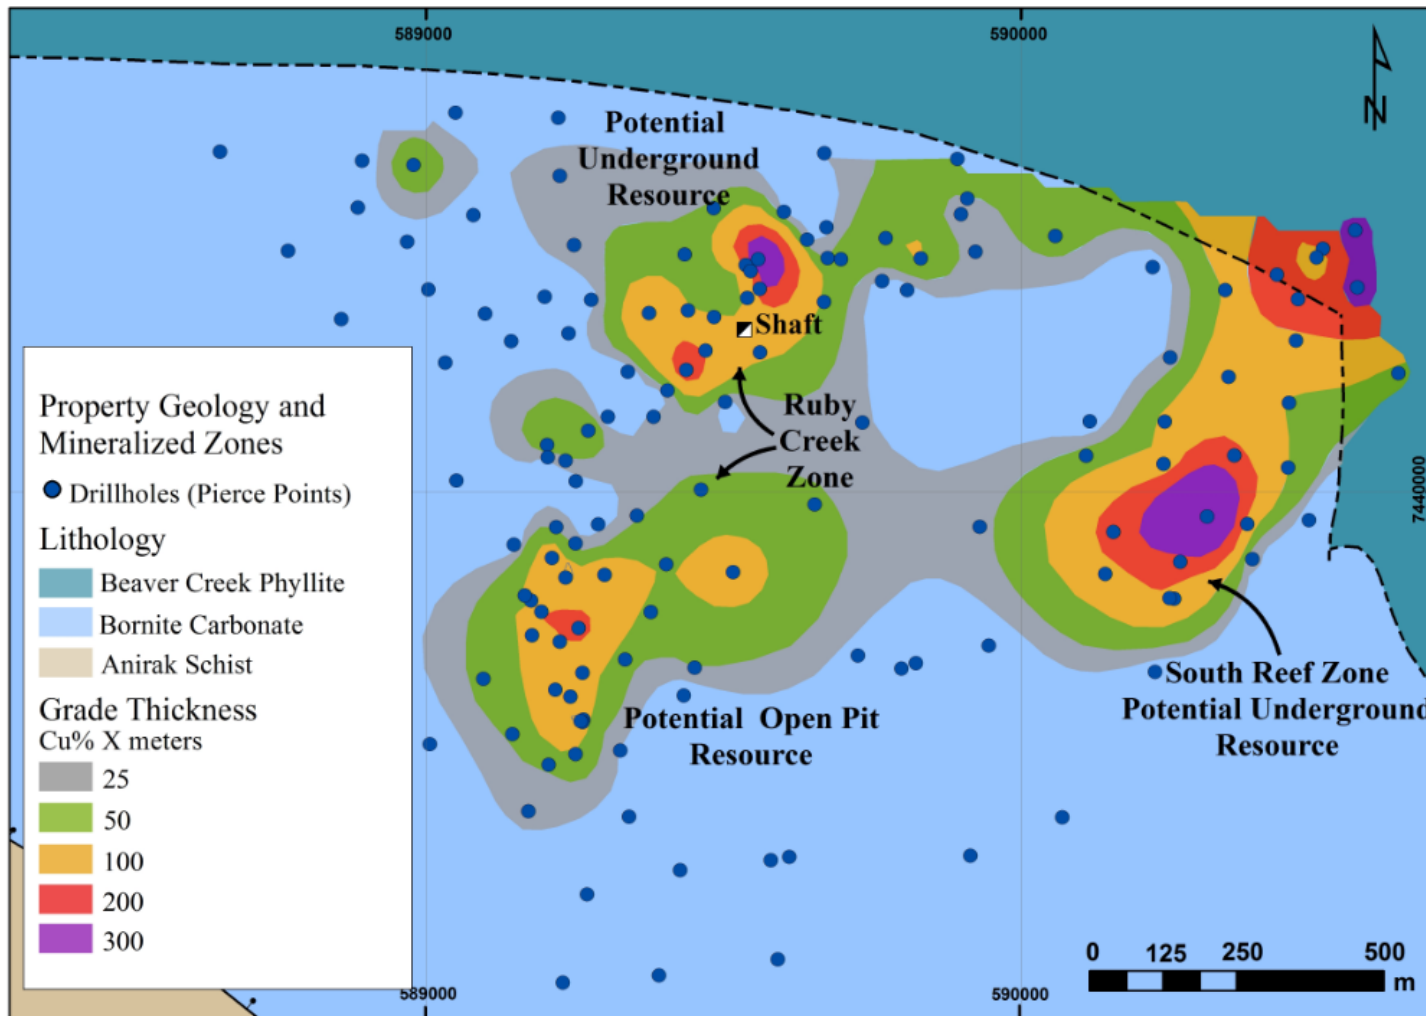 589000
590000
N
Potential
Underground
Resource
Shaft
Ruby
Creek
Zone
7440000
Property Geology and
Mineralized Zones
Drillholes (Pierce Points)
Lithology
Beaver Creek Phyllite
Bornite Carbonate
Anirak Schist
Grade Thickness
Cu% X meters
25
50
100
200
300
Potential Open Pit
Resource
South Reef Zone
Potential Underground
Resource
0 125 250 500
m
589000
590000